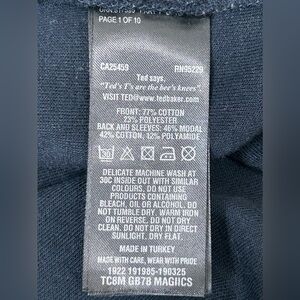 PAGE 1 OF 10
CA25459 RN95229
Ted says,
"Ted's T's are the bee's knees".
VISIT TED@www.tedbaker.com
FRONT: 77% COTTON
23% POLYESTER
BACK AND SLEEVES: 46% MODAL
42% COTTON, 12% POLYAMIDE
DELICATE MACHINE WASH AT
30C INSIDE OUT WITH SIMILAR
COLOURS. DO NOT USE
PRODUCTS CONTAINING
BLEACH, OIL OR ALCOHOL. DO
NOT TUMBLE DRY. WARM IRON
ON REVERSE. DO NOT DRY
CLEAN. DO NOT DRY IN DIRECT
SUNLIGHT. DRY FLAT.
MADE IN TURKEY
MADE WITH CARE, WEAR WITH PRIDE
1922 191985-190325
TC8M GB78 MAGIICS